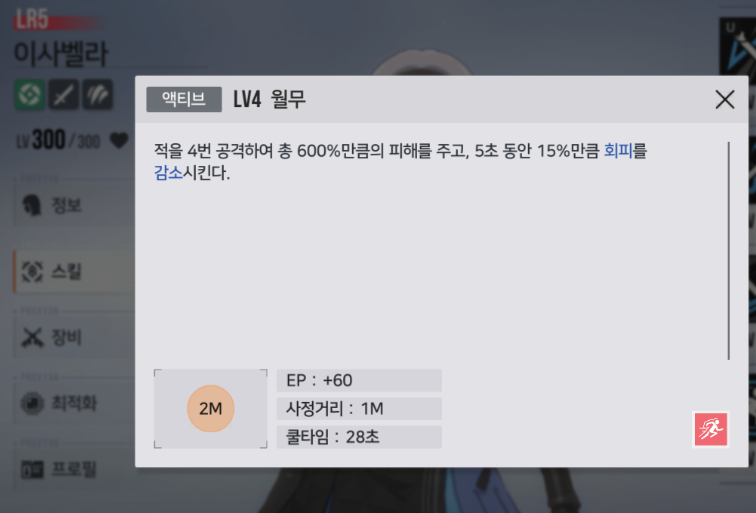 LR5
이사벨라
LV 300/300
정보
스킬
장비
최적화
프로필
액티브 LV4 월무
적을 4번 공격하여 총 600%만큼의 피해를 주고, 5초 동안 15%만큼 회피를
감소시킨다.
2M
EP : +60
사정거리 : 1M
쿨타임 : 28초
U